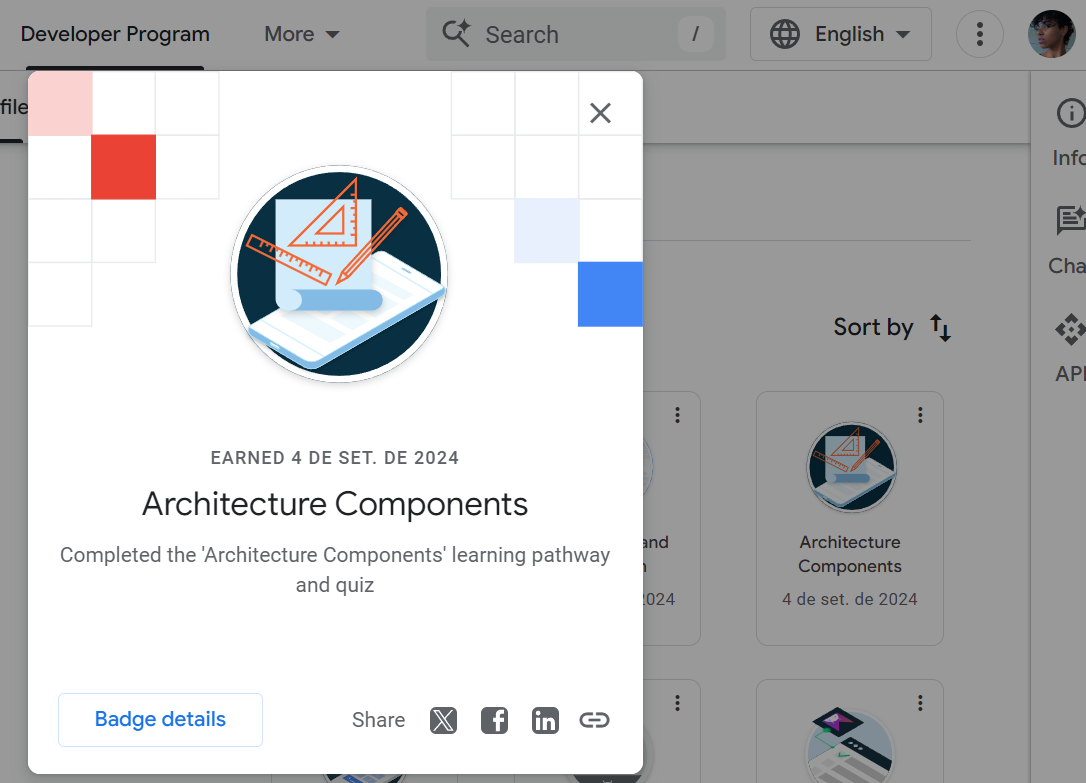 Developer Program
More
Search
/
English
file
Info
Cha
API
Sort by
EARNED 4 DE SET. DE 2024
Architecture Components
Completed the 'Architecture Components' learning pathway
and quiz
Badge details
Share
and
2024
Architecture
Components
4 de set. de 2024